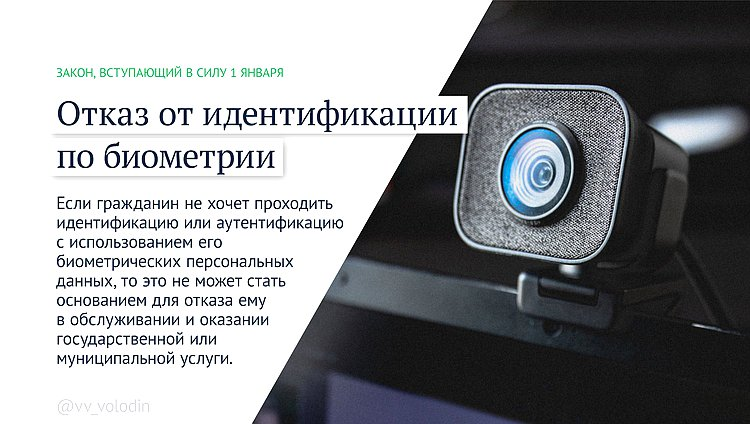 ЗАКОН, ВСТУПАЮЩИЙ В СИЛУ 1 ЯНВАРЯ
Отказ от идентификации
по биометрии
Если гражданин не хочет проходить
идентификацию или аутентификацию
с использованием его
биометрических персональных
данных, то это не может стать
основанием для отказа ему
в обслуживании и оказании
государственной или
муниципальной услуги.
@vv_volodin